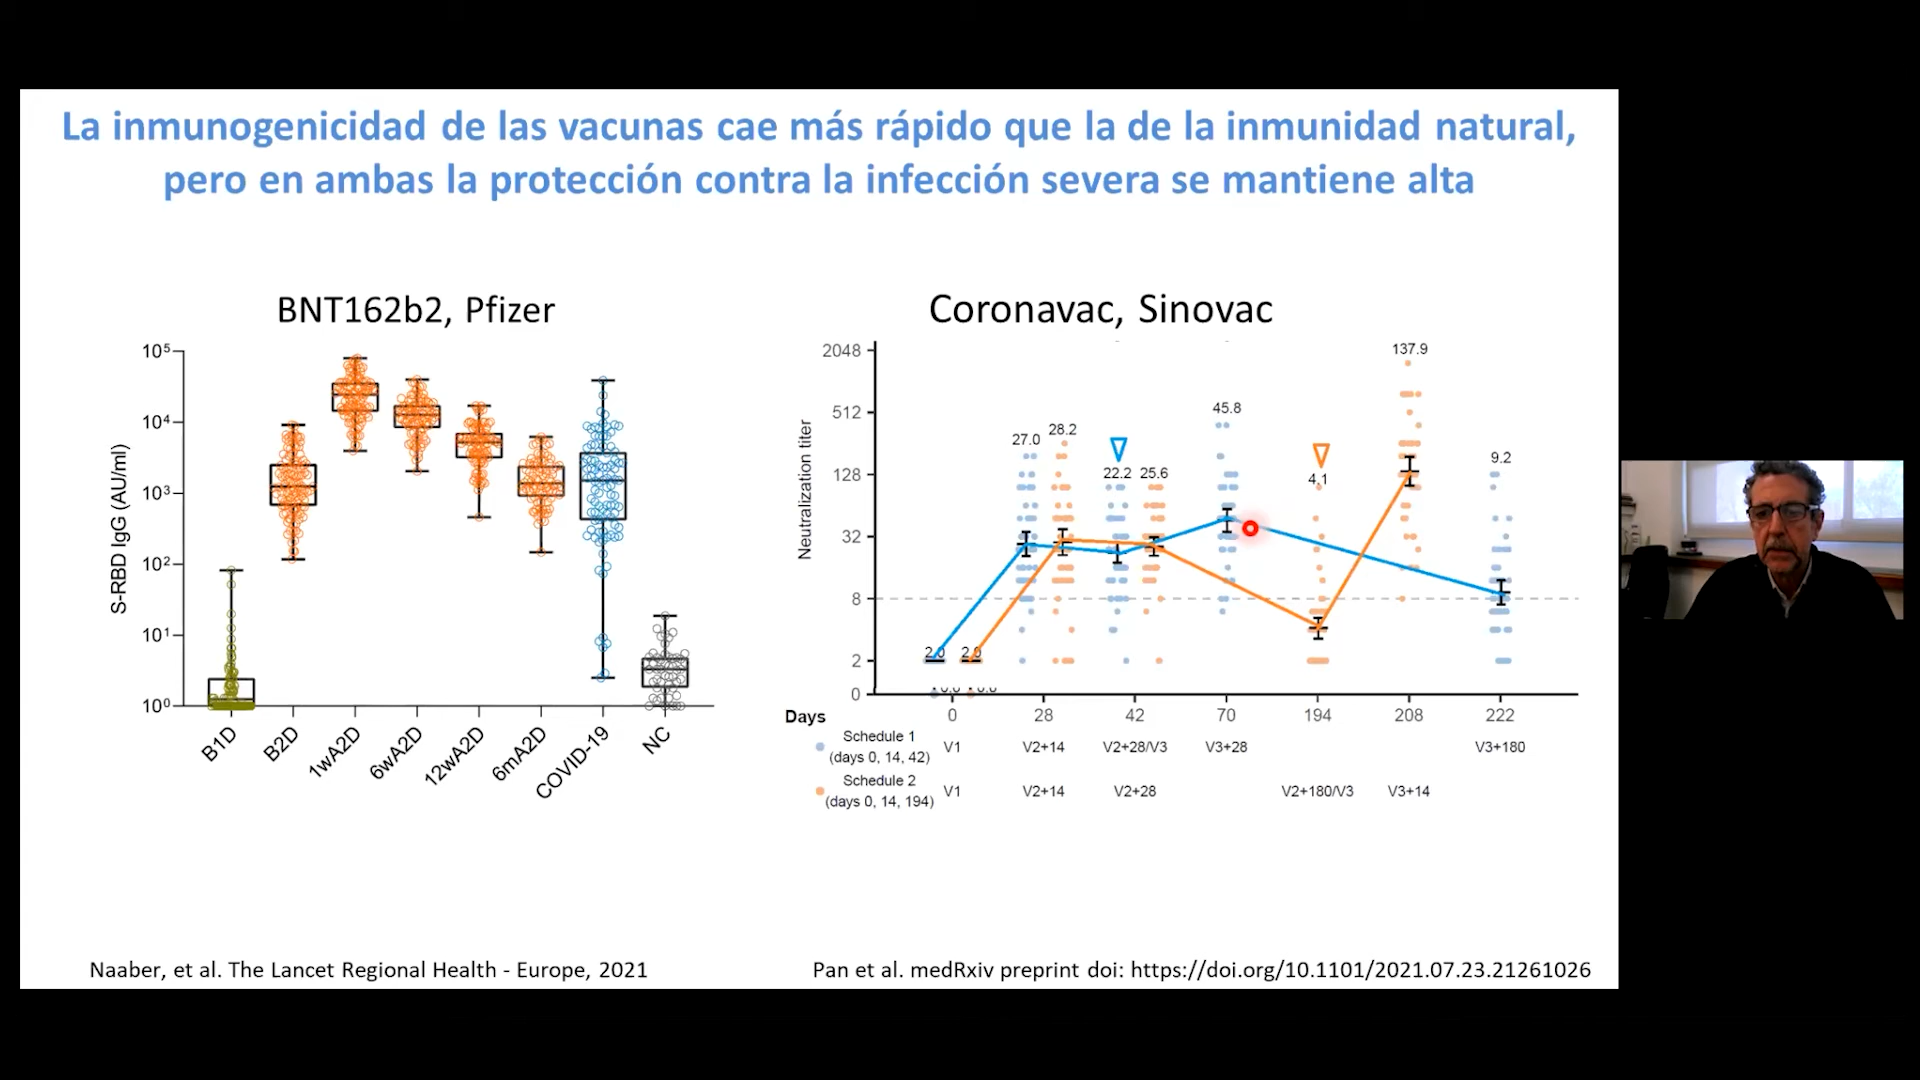 La inmunogenicidad de las vacunas cae más rápido que la de la inmunidad natural,
pero en ambas la protección contra la infección severa se mantiene alta
BNT162b2, Pfizer
S-RBD IgG (AU/ml)
10⁵
10⁴
10³
10²
10¹
10⁰
B1D
B2D
1wA2D
6wA2D
12wA2D
6mA2D
COVID-19
NC
Coronavac, Sinovac
Neutralization titer
2048
512
128
32
8
2
0
2.0
2.0
27.0
28.2
22.2
25.6
45.8
4.1
137.9
9.2
Days
0 28 42 70 194 208 222
Schedule 1
(days 0, 14, 42)
V1 V2+14 V2+28/V3 V3+28 V3+180
Schedule 2
(days 0, 14, 194)
V1 V2+14 V2+28 V2+180/V3 V3+14
Naaber, et al. The Lancet Regional Health - Europe, 2021
Pan et al. medRxiv preprint doi: https://doi.org/10.1101/2021.07.23.21261026